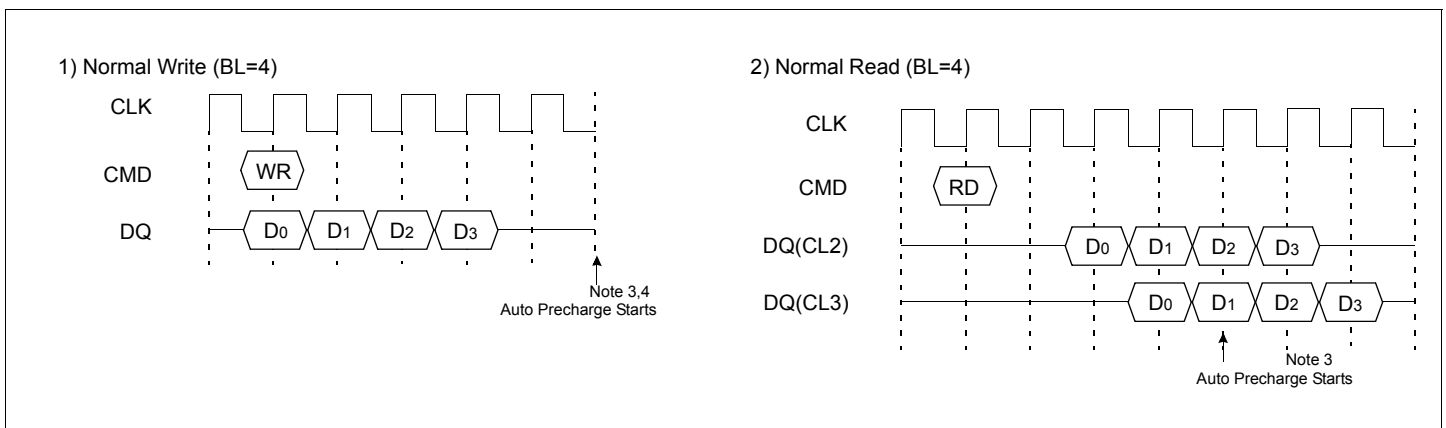 1) Normal Write (BL=4)
CLK
CMD
WR
DQ
D0 D1 D2 D3
Note 3,4
Auto Precharge Starts
2) Normal Read (BL=4)
CLK
CMD
RD
DQ(CL2)
D0 D1 D2 D3
DQ(CL3)
D0 D1 D2 D3
Note 3
Auto Precharge Starts